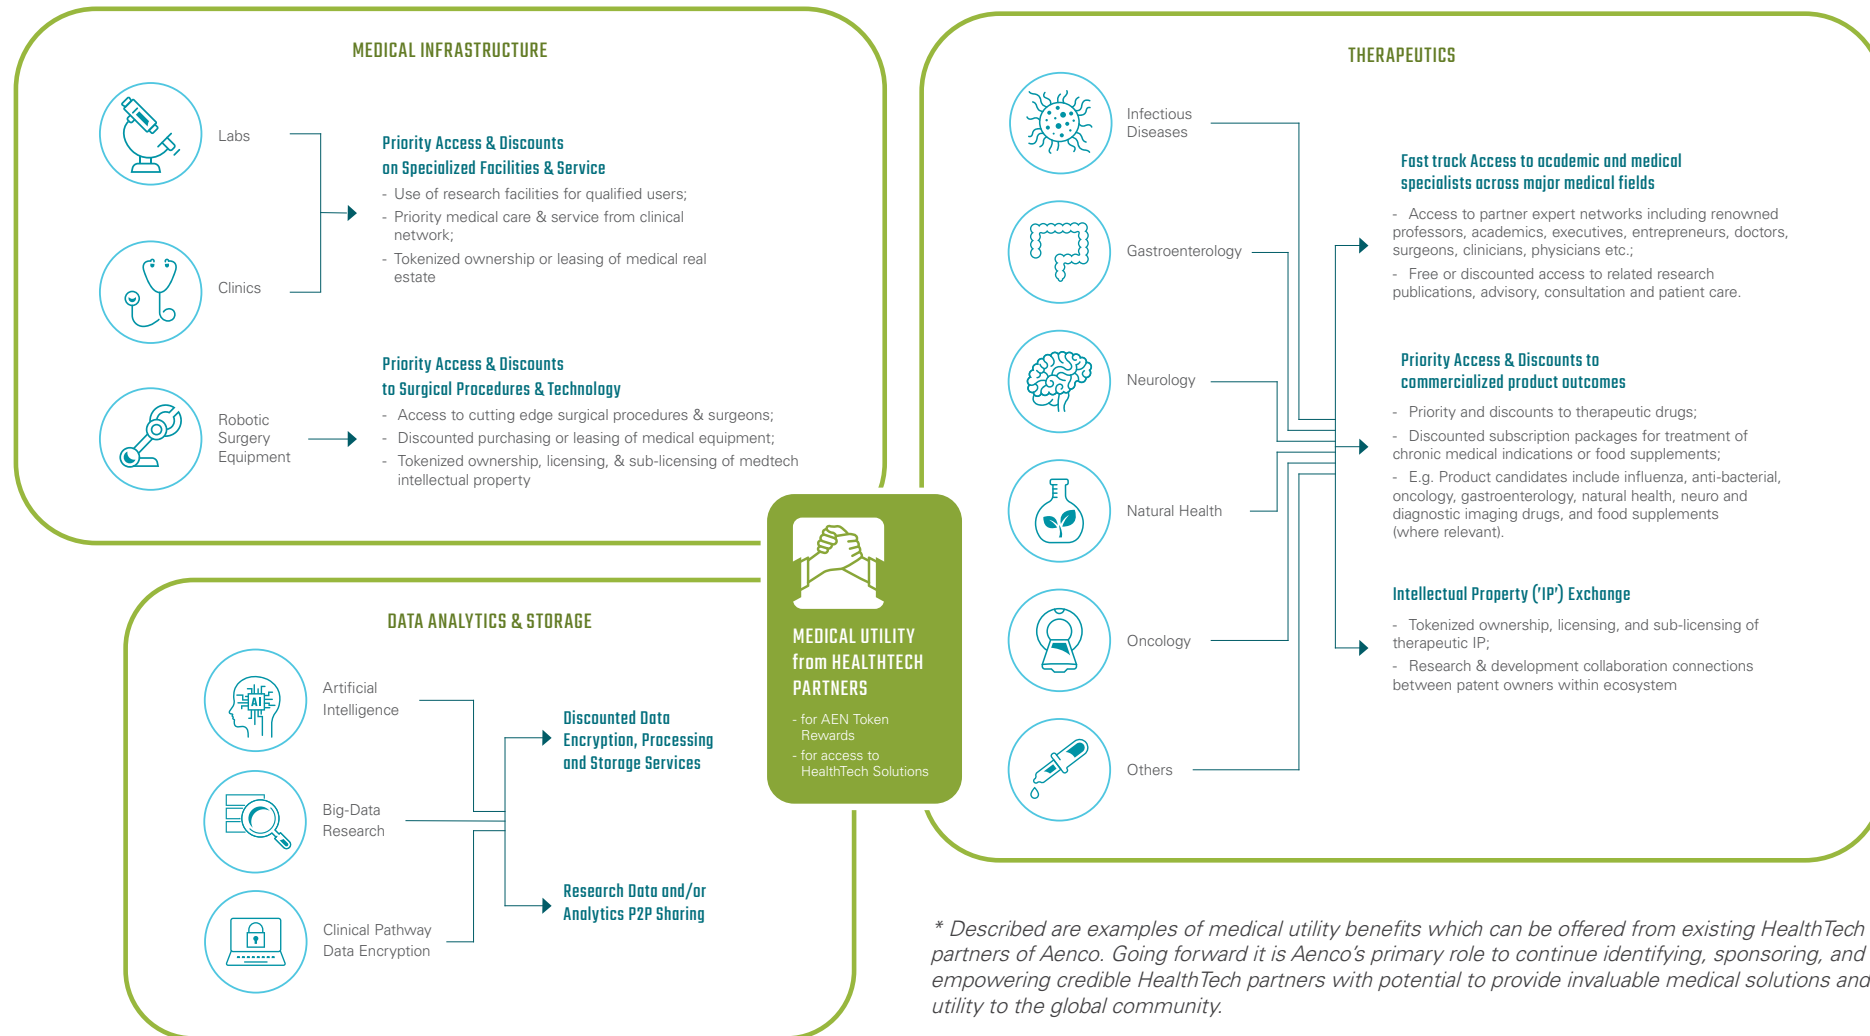 MEDICAL INFRASTRUCTURE
Labs
Clinics
Priority Access & Discounts
on Specialized Facilities & Service
- Use of research facilities for qualified users;
- Priority medical care & service from clinical
network;
- Tokenized ownership or leasing of medical real
estate
Robotic
Surgery
Equipment
Priority Access & Discounts
to Surgical Procedures & Technology
- Access to cutting edge surgical procedures & surgeons;
- Discounted purchasing or leasing of medical equipment;
- Tokenized ownership, licensing, & sub-licensing of medtech
intellectual property
DATA ANALYTICS & STORAGE
AI
Artificial
Intelligence
Big-Data
Research
Clinical Pathway
Data Encryption
Discounted Data
Encryption, Processing
and Storage Services
Research Data and/or
Analytics P2P Sharing
MEDICAL UTILITY
from HEALTHTECH
PARTNERS
- for AEN Token
Rewards
- for access to
HealthTech Solutions
THERAPEUTICS
Infectious
Diseases
Gastroenterology
Neurology
Natural Health
Oncology
Others
Fast track Access to academic and medical
specialists across major medical fields
- Access to partner expert networks including renowned
professors, academics, executives, entrepreneurs, doctors,
surgeons, clinicians, physicians etc.;
- Free or discounted access to related research
publications, advisory, consultation and patient care.
Priority Access & Discounts to
commercialized product outcomes
- Priority and discounts to therapeutic drugs;
- Discounted subscription packages for treatment of
chronic medical indications or food supplements;
- E.g. Product candidates include influenza, anti-bacterial,
oncology, gastroenterology, natural health, neuro and
diagnostic imaging drugs, and food supplements
(where relevant).
Intellectual Property ('IP') Exchange
- Tokenized ownership, licensing, and sub-licensing of
therapeutic IP;
- Research & development collaboration connections
between patent owners within ecosystem
* Described are examples of medical utility benefits which can be offered from existing HealthTech
partners of Aenco. Going forward it is Aenco's primary role to continue identifying, sponsoring, and
empowering credible HealthTech partners with potential to provide invaluable medical solutions and
utility to the global community.